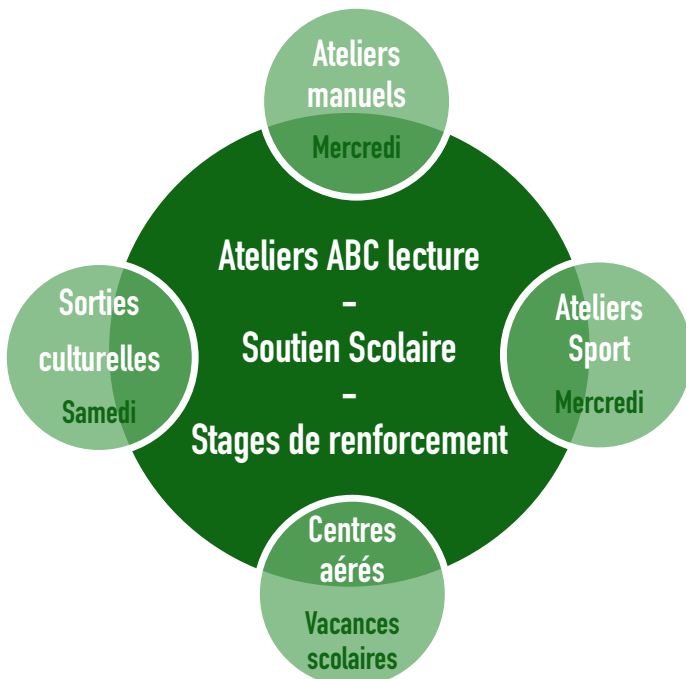 Ateliers
manuels
Mercredi
Ateliers ABC lecture
–
Soutien Scolaire
–
Stages de renforcement
Sorties
culturelles
Samedi
Ateliers
Sport
Mercredi
Centres
aérés
Vacances
scolaires